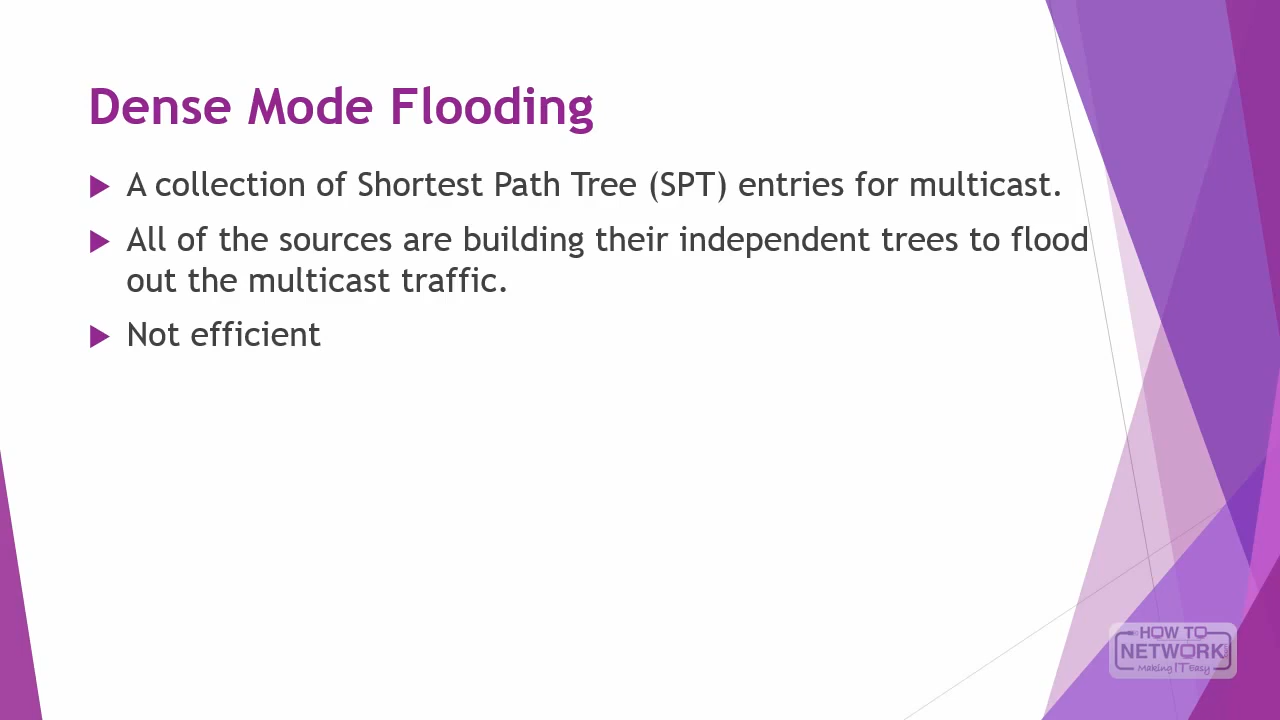 Dense Mode Flooding
A collection of Shortest Path Tree (SPT) entries for multicast.
All of the sources are building their independent trees to flood
out the multicast traffic.
Not efficient
HOW TO
NETWORK
Making IT Easy